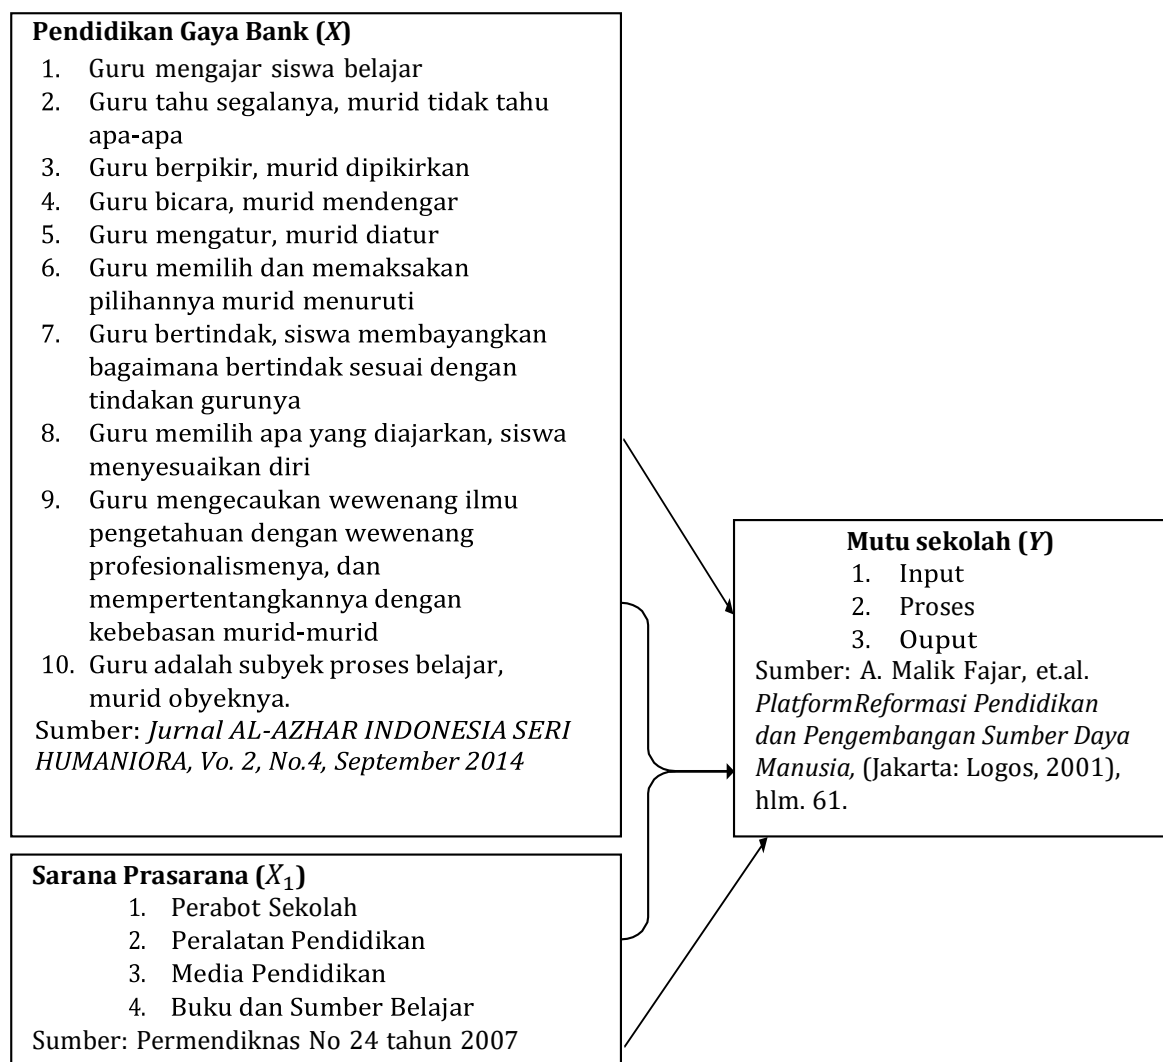 Pendidikan Gaya Bank (X)
1. Guru mengajar siswa belajar
2. Guru tahu segalanya, murid tidak tahu
apa-apa
3. Guru berpikir, murid dipikirkan
4. Guru bicara, murid mendengar
5. Guru mengatur, murid diatur
6. Guru memilih dan memaksakan
pilihannya murid menuruti
7. Guru bertindak, siswa membayangkan
bagaimana bertindak sesuai dengan
tindakan gurunya
8. Guru memilih apa yang diajarkan, siswa
menyesuaikan diri
9. Guru mengecaukan wewenang ilmu
pengetahuan dengan wewenang
profesionalismenya, dan
mempertentangkannya dengan
kebebasan murid-murid
10. Guru adalah subyek proses belajar,
murid obyeknya.
Sumber: Jurnal AL-AZHAR INDONESIA SERI
HUMANIORA, Vo. 2, No.4, September 2014
Sarana Prasarana (X₁)
1. Perabot Sekolah
2. Peralatan Pendidikan
3. Media Pendidikan
4. Buku dan Sumber Belajar
Sumber: Permendiknas No 24 tahun 2007
Mutu sekolah (Y)
1. Input
2. Proses
3. Ouput
Sumber: A. Malik Fajar, et.al.
PlatformReformasi Pendidikan
dan Pengembangan Sumber Daya
Manusia, (Jakarta: Logos, 2001),
hlm. 61.